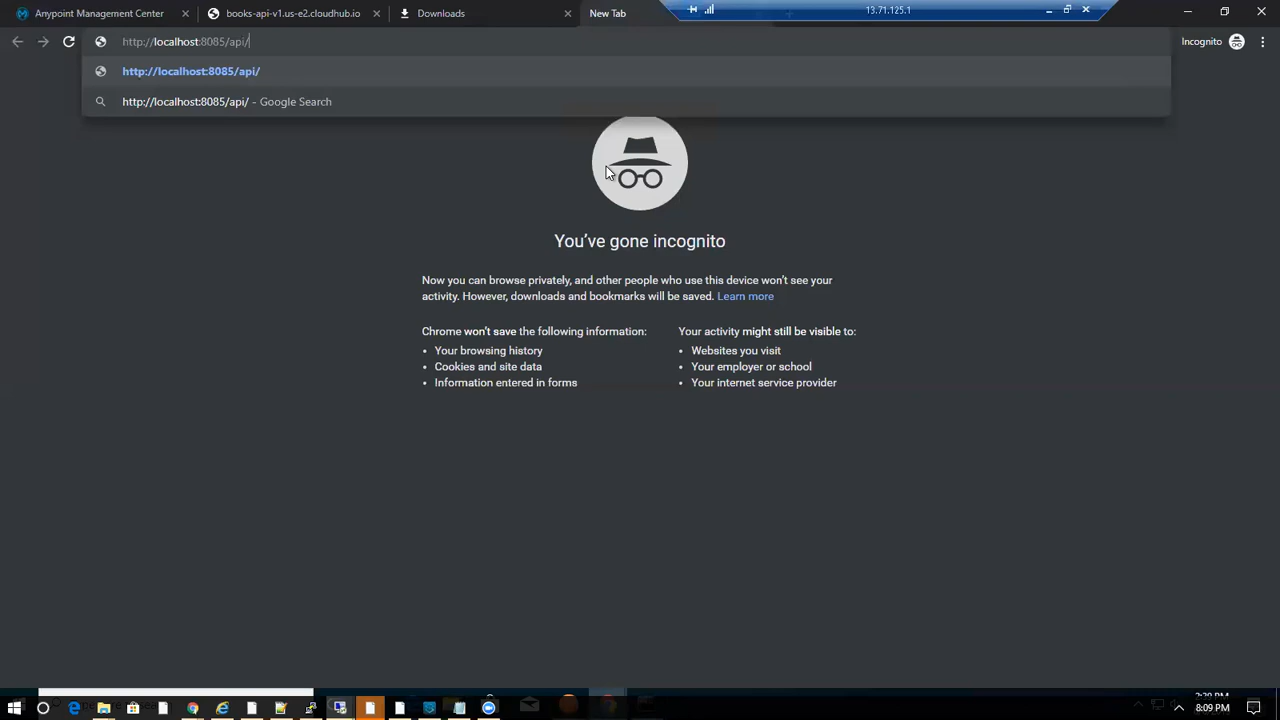 Anypoint Management Center
books-api-v1.us-e2.cloudhub.io
Downloads
New Tab
13.71.125.1
http://localhost:8085/api/
Incognito
http://localhost:8085/api/
http://localhost:8085/api/ - Google Search
You've gone incognito
Now you can browse privately, and other people who use this device won't see your
activity. However, downloads and bookmarks will be saved. Learn more
Chrome won't save the following information:
• Your browsing history
• Cookies and site data
• Information entered in forms
Your activity might still be visible to:
• Websites you visit
• Your employer or school
• Your internet service provider
8:09 PM